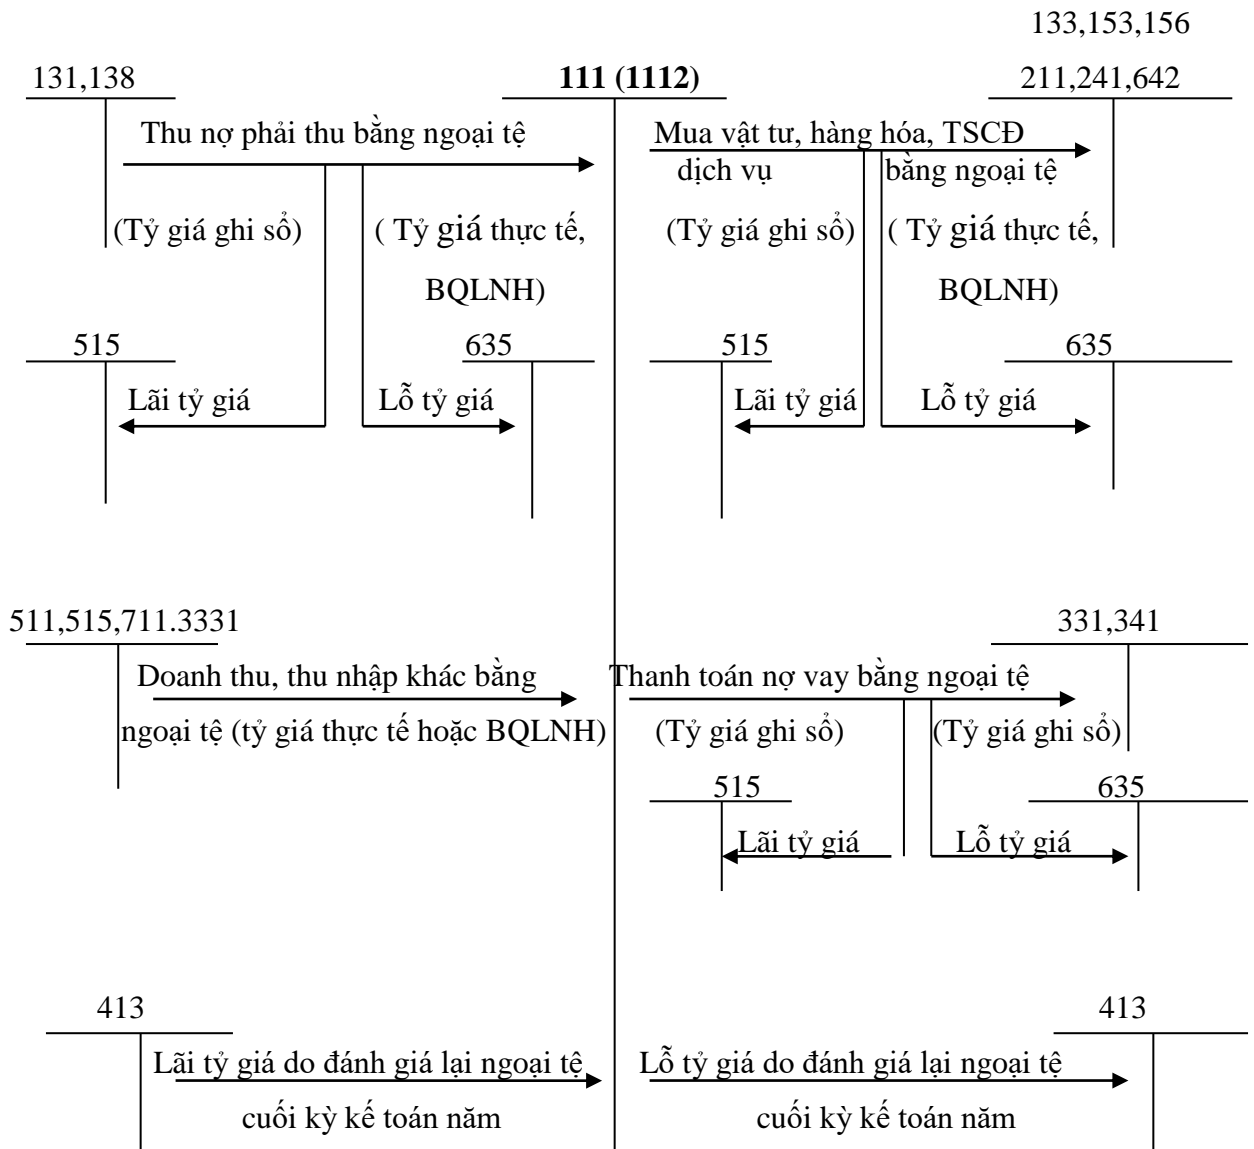 133,153,156
131,138
111 (1112)
211,241,642
Thu nợ phải thu bằng ngoại tệ
(Tỷ giá ghi sổ)
( Tỷ giá thực tế,
BQLNH)
Mua vật tư, hàng hóa, TSCĐ
dịch vụ
bằng ngoại tệ
(Tỷ giá ghi sổ)
( Tỷ giá thực tế,
BQLNH)
515
635
515
635
Lãi tỷ giá
Lỗ tỷ giá
Lãi tỷ giá
Lỗ tỷ giá
511,515,711.3331
331,341
Doanh thu, thu nhập khác bằng
ngoại tệ (tỷ giá thực tế hoặc BQLNH)
Thanh toán nợ vay bằng ngoại tệ
(Tỷ giá ghi sổ)
(Tỷ giá ghi sổ)
515
635
Lãi tỷ giá
Lỗ tỷ giá
413
413
Lãi tỷ giá do đánh giá lại ngoại tệ
cuối kỳ kế toán năm
Lỗ tỷ giá do đánh giá lại ngoại tệ
cuối kỳ kế toán năm